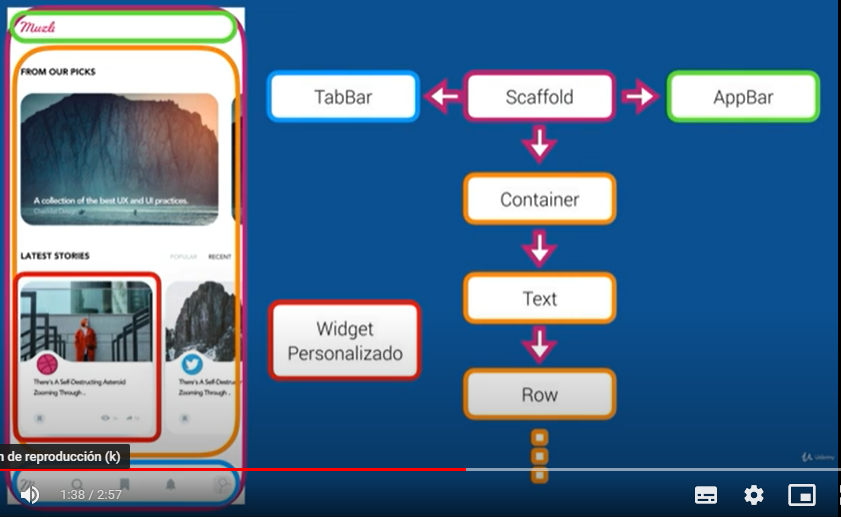 Muzli
FROM OUR PICKS
A collection of the best UX and UI practices.
LATEST STORIES
POPULAR
RECENT
There's A Self-Destructing Asteroid
Zooming Through ..
There's A Self-Destru
Zooming Through ..
TabBar
Scaffold
AppBar
Container
Text
Widget
Personalizado
Row
n de reproducción (k)
1:38 / 2:57
Udemy